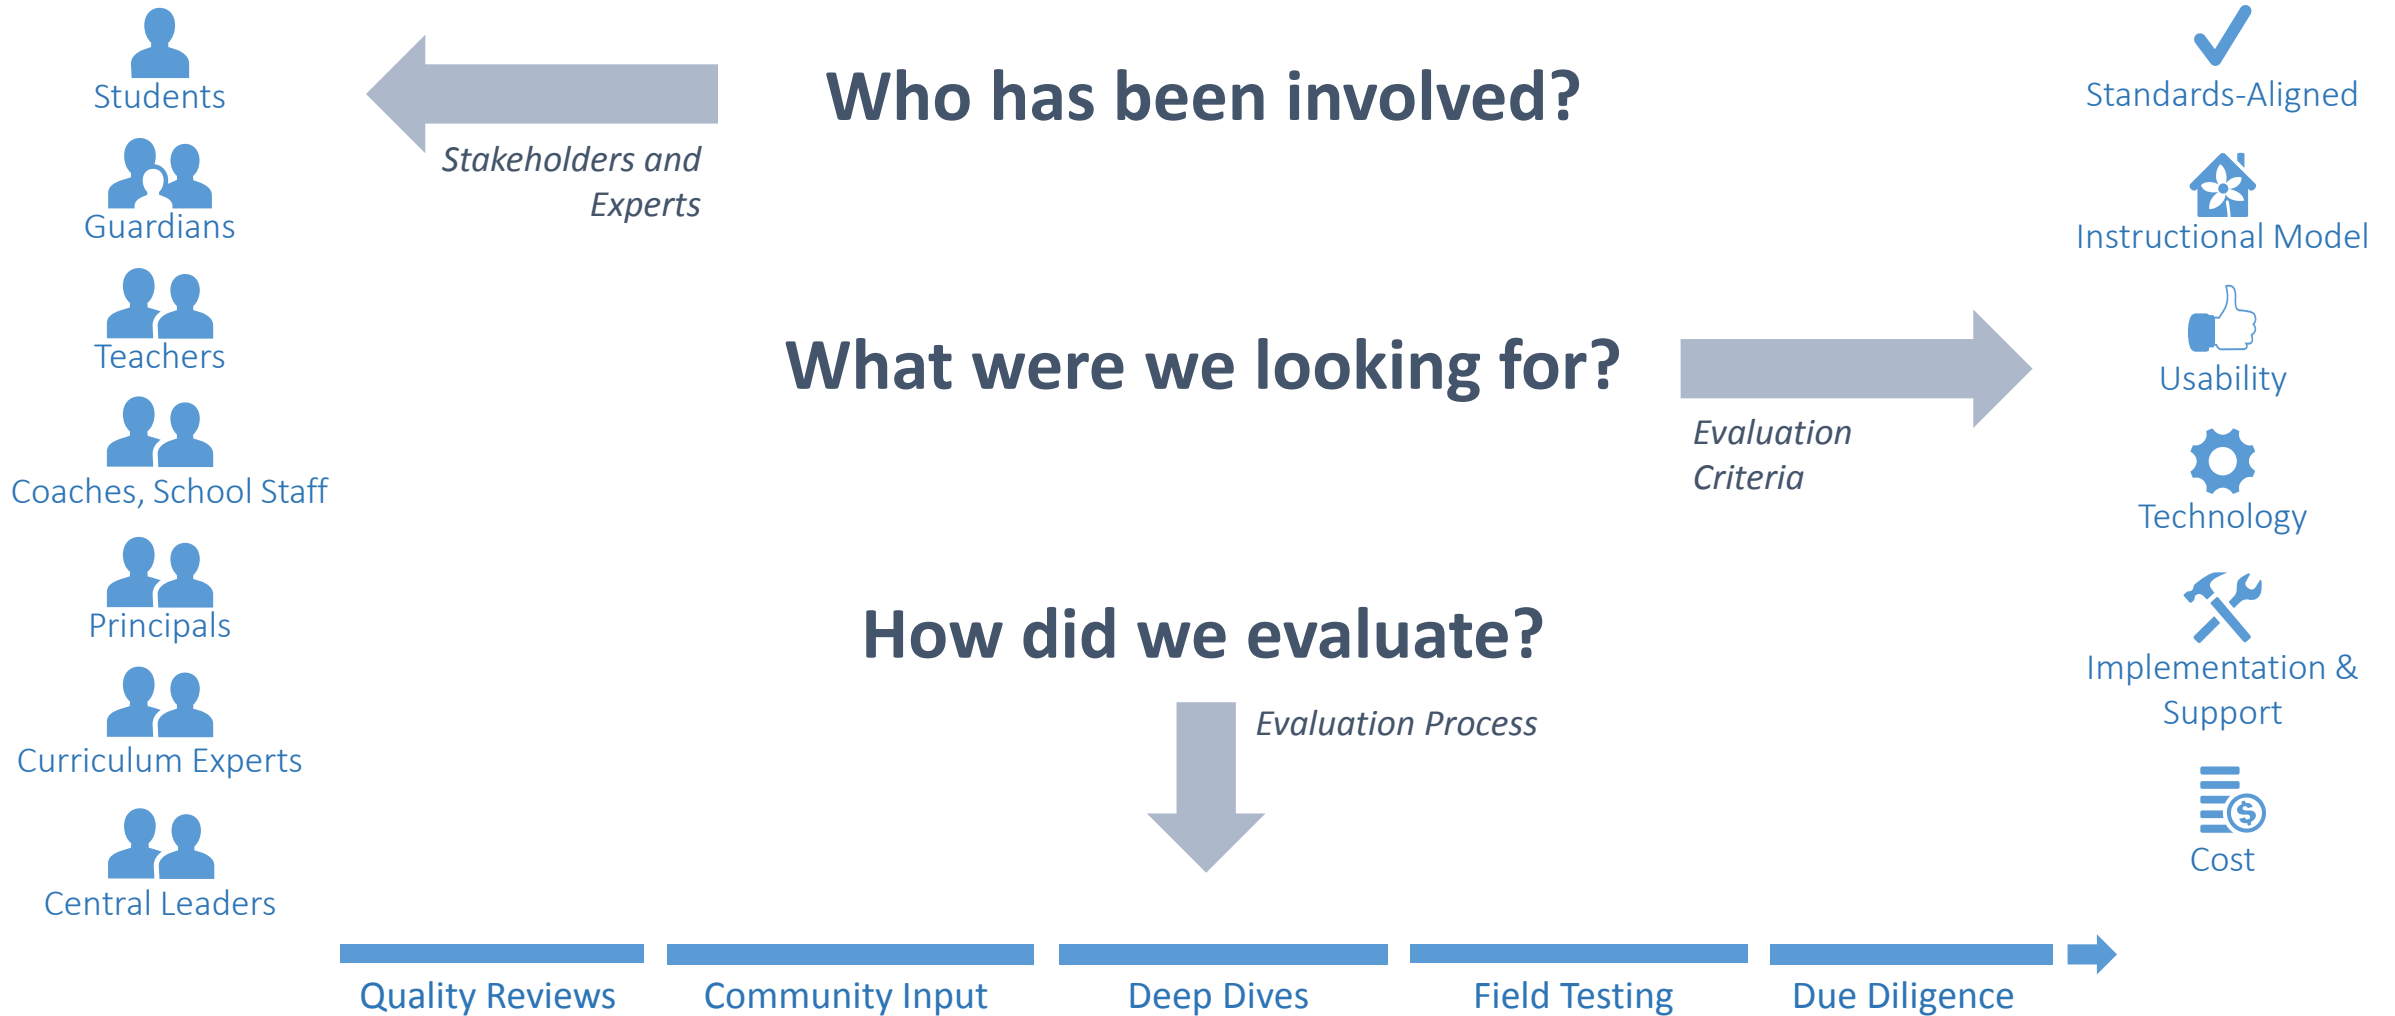 Students
Guardians
Teachers
Coaches, School Staff
Principals
Curriculum Experts
Central Leaders
Who has been involved?
Stakeholders and
Experts
What were we looking for?
Evaluation
Criteria
How did we evaluate?
Evaluation Process
Standards-Aligned
Instructional Model
Usability
Technology
Implementation &
Support
$
Cost
Quality Reviews
Community Input
Deep Dives
Field Testing
Due Diligence